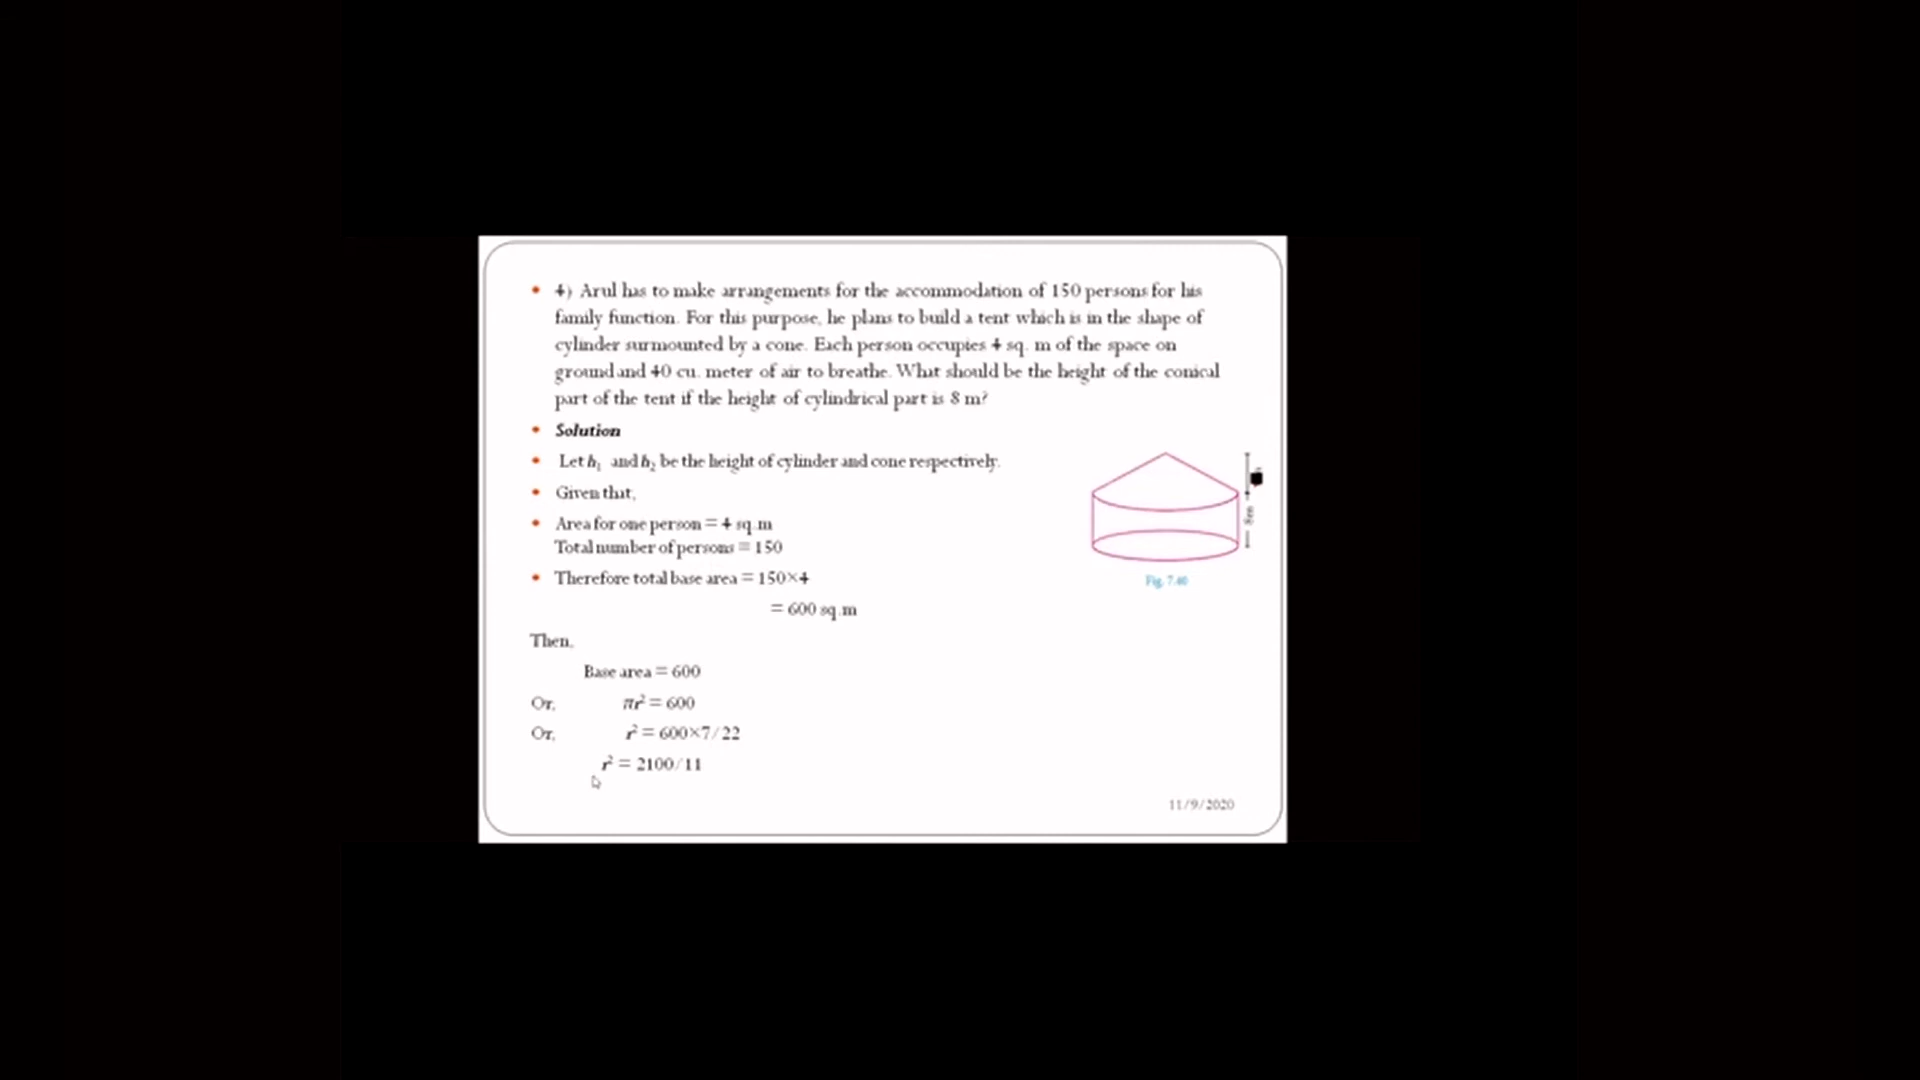 4) Arul has to make arrangements for the accommodation of 150 persons for his
family function. For this purpose, he plans to build a tent which is in the shape of
cylinder surmounted by a cone. Each person occupies 4 sq. m of the space on
ground and 40 cu. meter of air to breathe. What should be the height of the conical
part of the tent if the height of cylindrical part is 8 m?
Solution
Let h₁ and h₂ be the height of cylinder and cone respectively.
Given that,
Area for one person = 4 sq.m
Total number of persons = 150
Therefore total base area = 150×4
= 600 sq.m
Then,
Base area = 600
Or, πr² = 600
Or, r² = 600×7/22
r² = 2100/11
8m
Fig. 7.40
11/9/2020